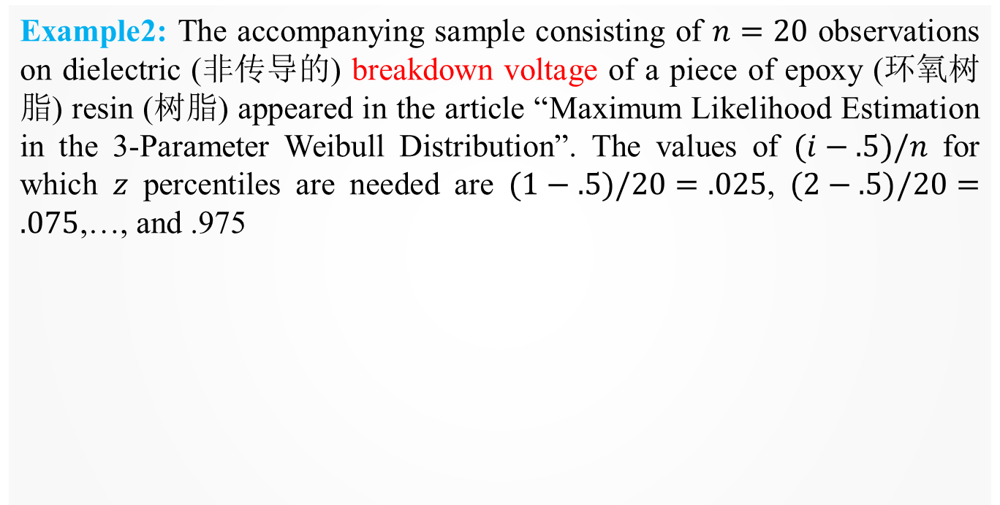 Example2: The accompanying sample consisting of n = 20 observations
on dielectric (非传导的) breakdown voltage of a piece of epoxy (环氧树
脂) resin (树脂) appeared in the article “Maximum Likelihood Estimation
in the 3-Parameter Weibull Distribution”. The values of (i − .5)/n for
which z percentiles are needed are (1 − .5)/20 = .025, (2 − .5)/20 =
.075,…, and .975